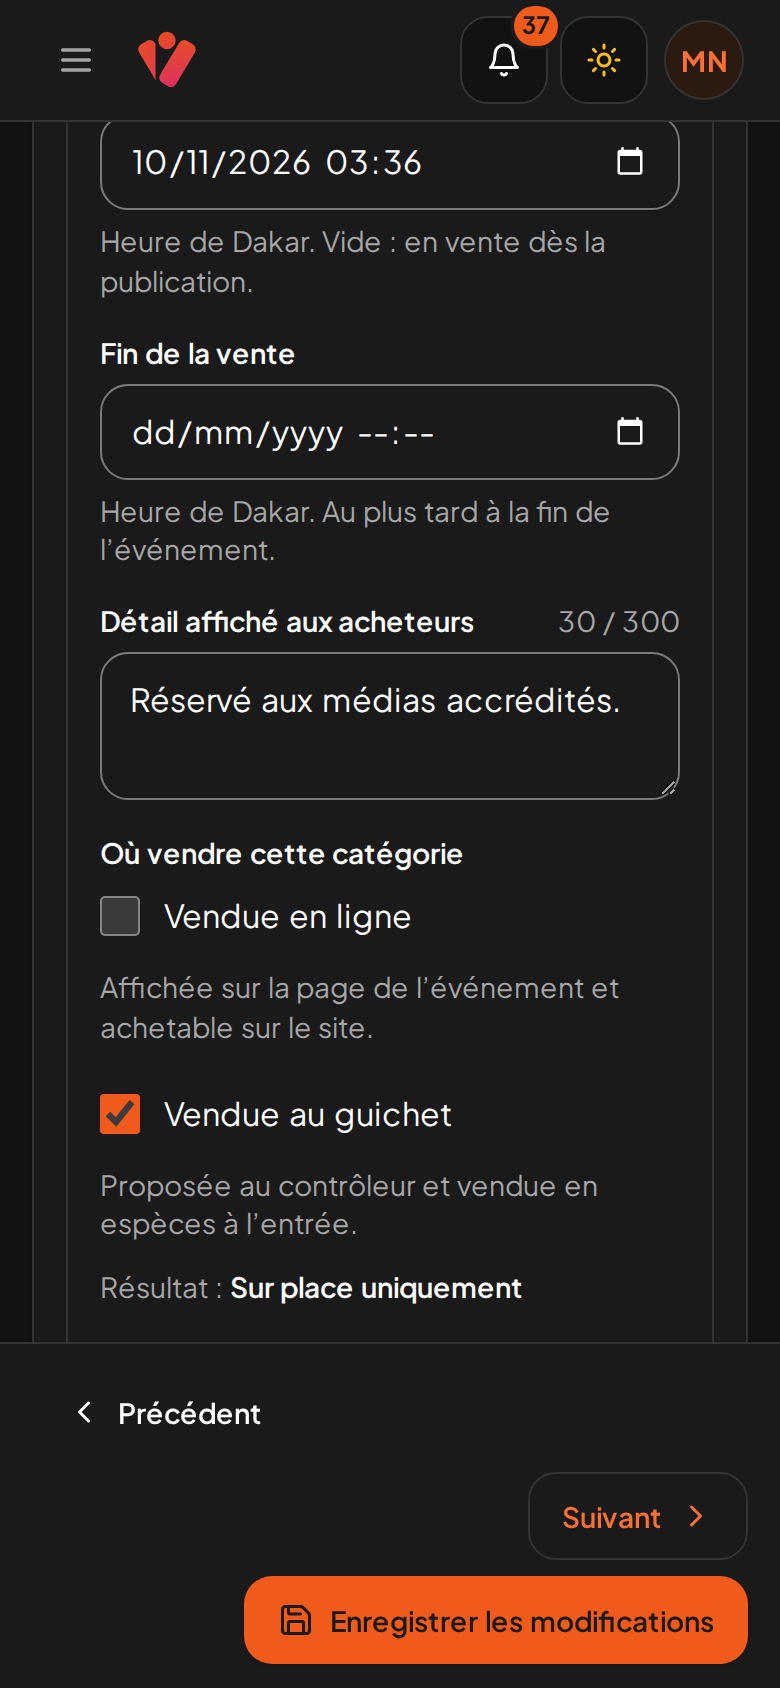 37
MN
10/11/2026 03:36
Heure de Dakar. Vide : en vente dès la
publication.
Fin de la vente
dd/mm/yyyy --:--
Heure de Dakar. Au plus tard à la fin de
l’événement.
Détail affiché aux acheteurs 30 / 300
Réservé aux médias accrédités.
Où vendre cette catégorie
Vendue en ligne
Affichée sur la page de l’événement et
achetable sur le site.
Vendue au guichet
Proposée au contrôleur et vendue en
espèces à l’entrée.
Résultat : Sur place uniquement
Précédent
Suivant
Enregistrer les modifications